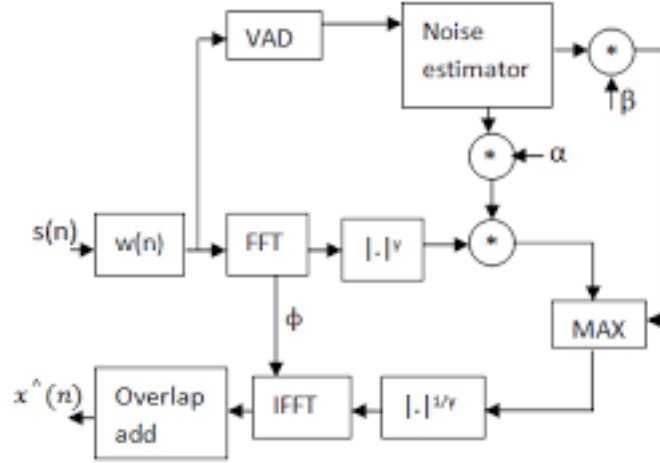 VAD
Noise
estimator
*
β
*
α
s(n)
w(n)
FFT
|.|ᵞ
*
ϕ
MAX
x^(n)
Overlap
add
IFFT
|.|¹/ᵞ